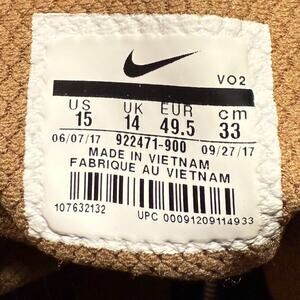 VO2
US UK EUR cm
15 14 49.5 33
06/07/17 922471-900 09/27/17
MADE IN VIETNAM
FABRIQUE AU VIETNAM
107632132
UPC 00091209114933